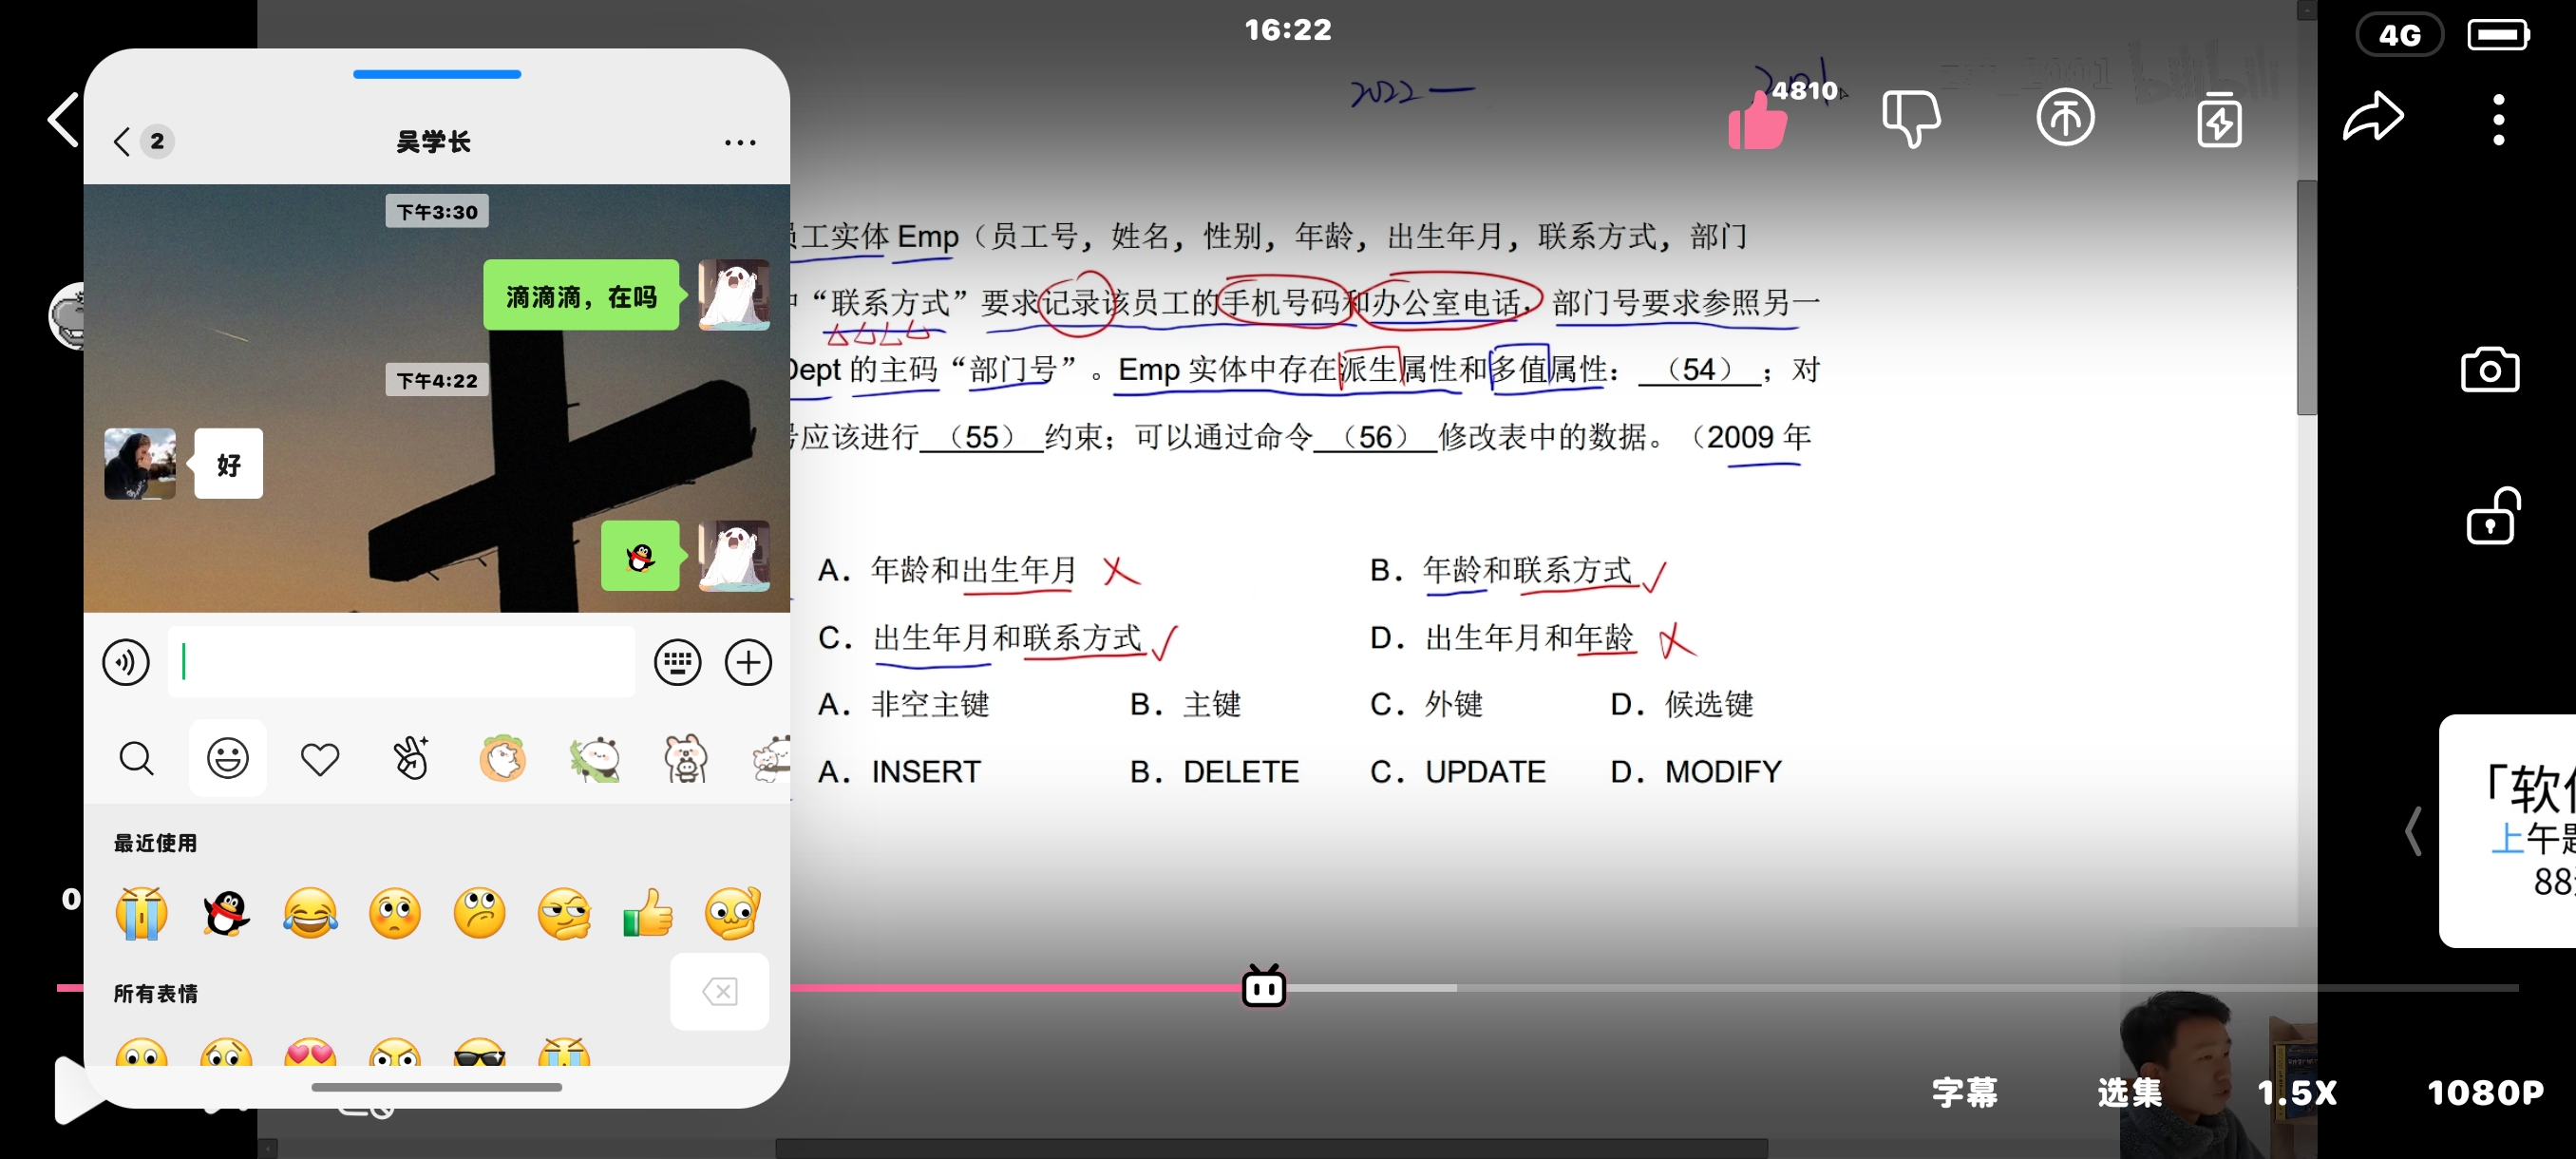 16:22
4G
2022一
4810
2
吴学长
下午3:30
滴滴滴，在吗
下午4:22
好
最近使用
所有表情
工实体 Emp（员工号，姓名，性别，年龄，出生年月，联系方式，部门
“联系方式”要求记录该员工的手机号码和办公室电话，部门号要求参照另一
Dept 的主码“部门号”。Emp 实体中存在派生属性和多值属性：（54）；对
应该进行（55）约束；可以通过命令（56）修改表中的数据。（2009 年
A．年龄和出生年月
B．年龄和联系方式
C．出生年月和联系方式
D．出生年月和年龄
A．非空主键 B．主键 C．外键 D．候选键
A．INSERT B．DELETE C．UPDATE D．MODIFY
「软
上午题
88
0
字幕 选集 1.5X 1080P